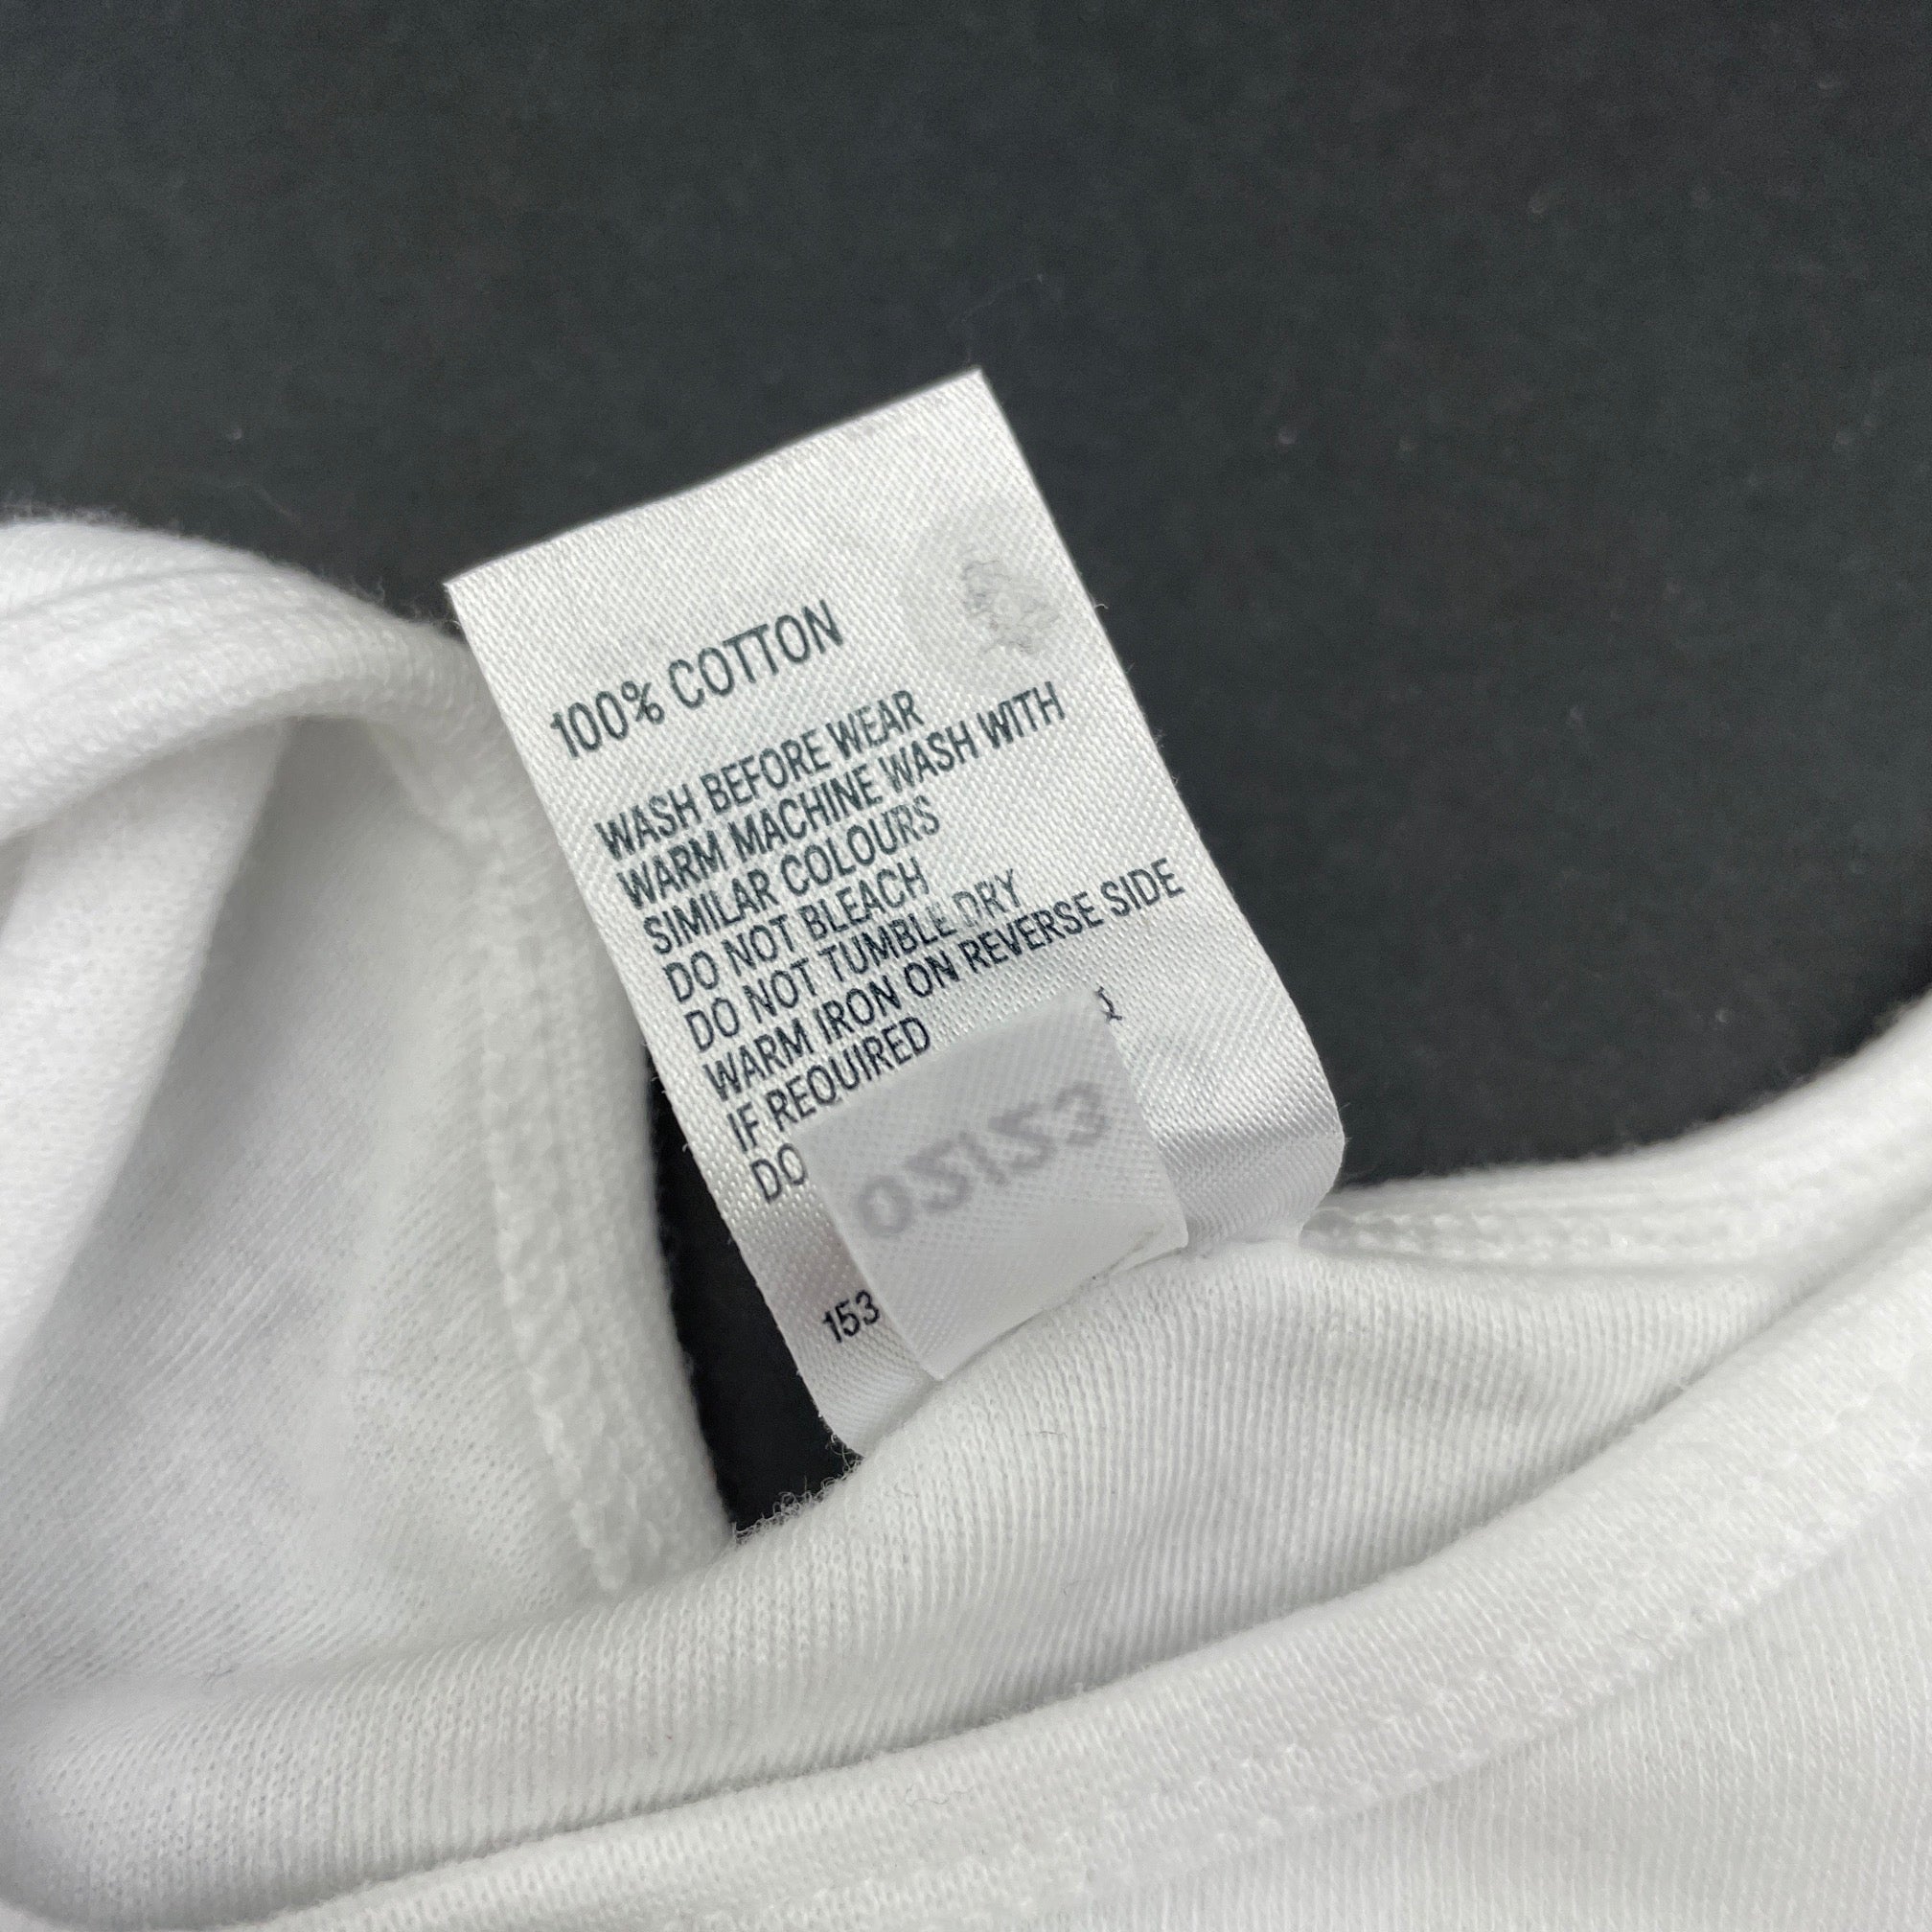 100% COTTON
WASH BEFORE WEAR
WARM MACHINE WASH WITH
SIMILAR COLOURS
DO NOT BLEACH
DO NOT TUMBLE DRY
WARM IRON ON REVERSE SIDE
IF REQUIRED
DO
153